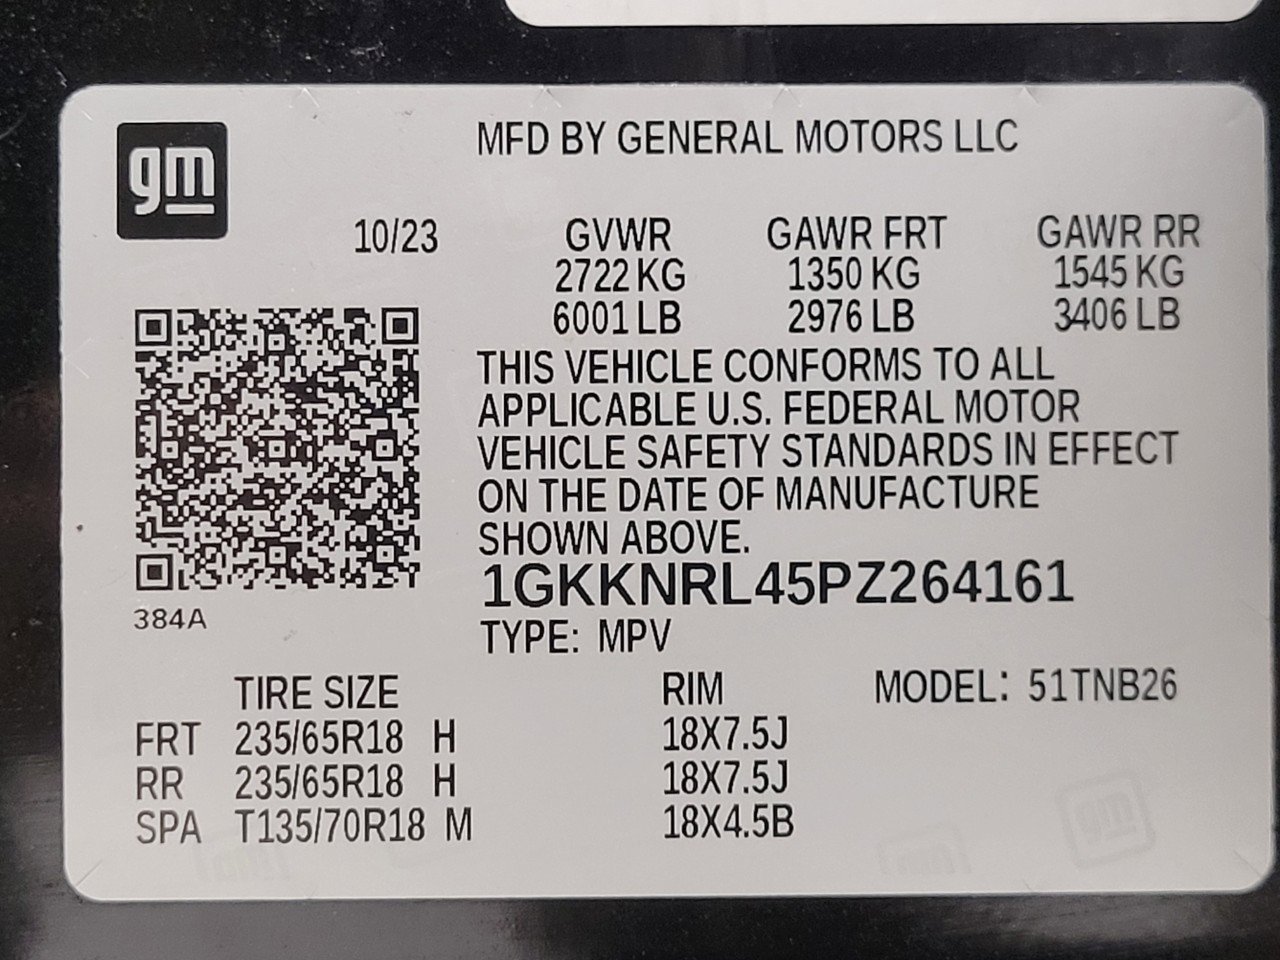 gm
MFD BY GENERAL MOTORS LLC
10/23 GVWR GAWR FRT GAWR RR
2722 KG 1350 KG 1545 KG
6001 LB 2976 LB 3406 LB
THIS VEHICLE CONFORMS TO ALL
APPLICABLE U.S. FEDERAL MOTOR
VEHICLE SAFETY STANDARDS IN EFFECT
ON THE DATE OF MANUFACTURE
SHOWN ABOVE.
1GKKNRL45PZ264161
384A
TYPE: MPV
TIRE SIZE RIM MODEL: 51TNB26
FRT 235/65R18 H 18X7.5J
RR 235/65R18 H 18X7.5J
SPA T135/70R18 M 18X4.5B
gm